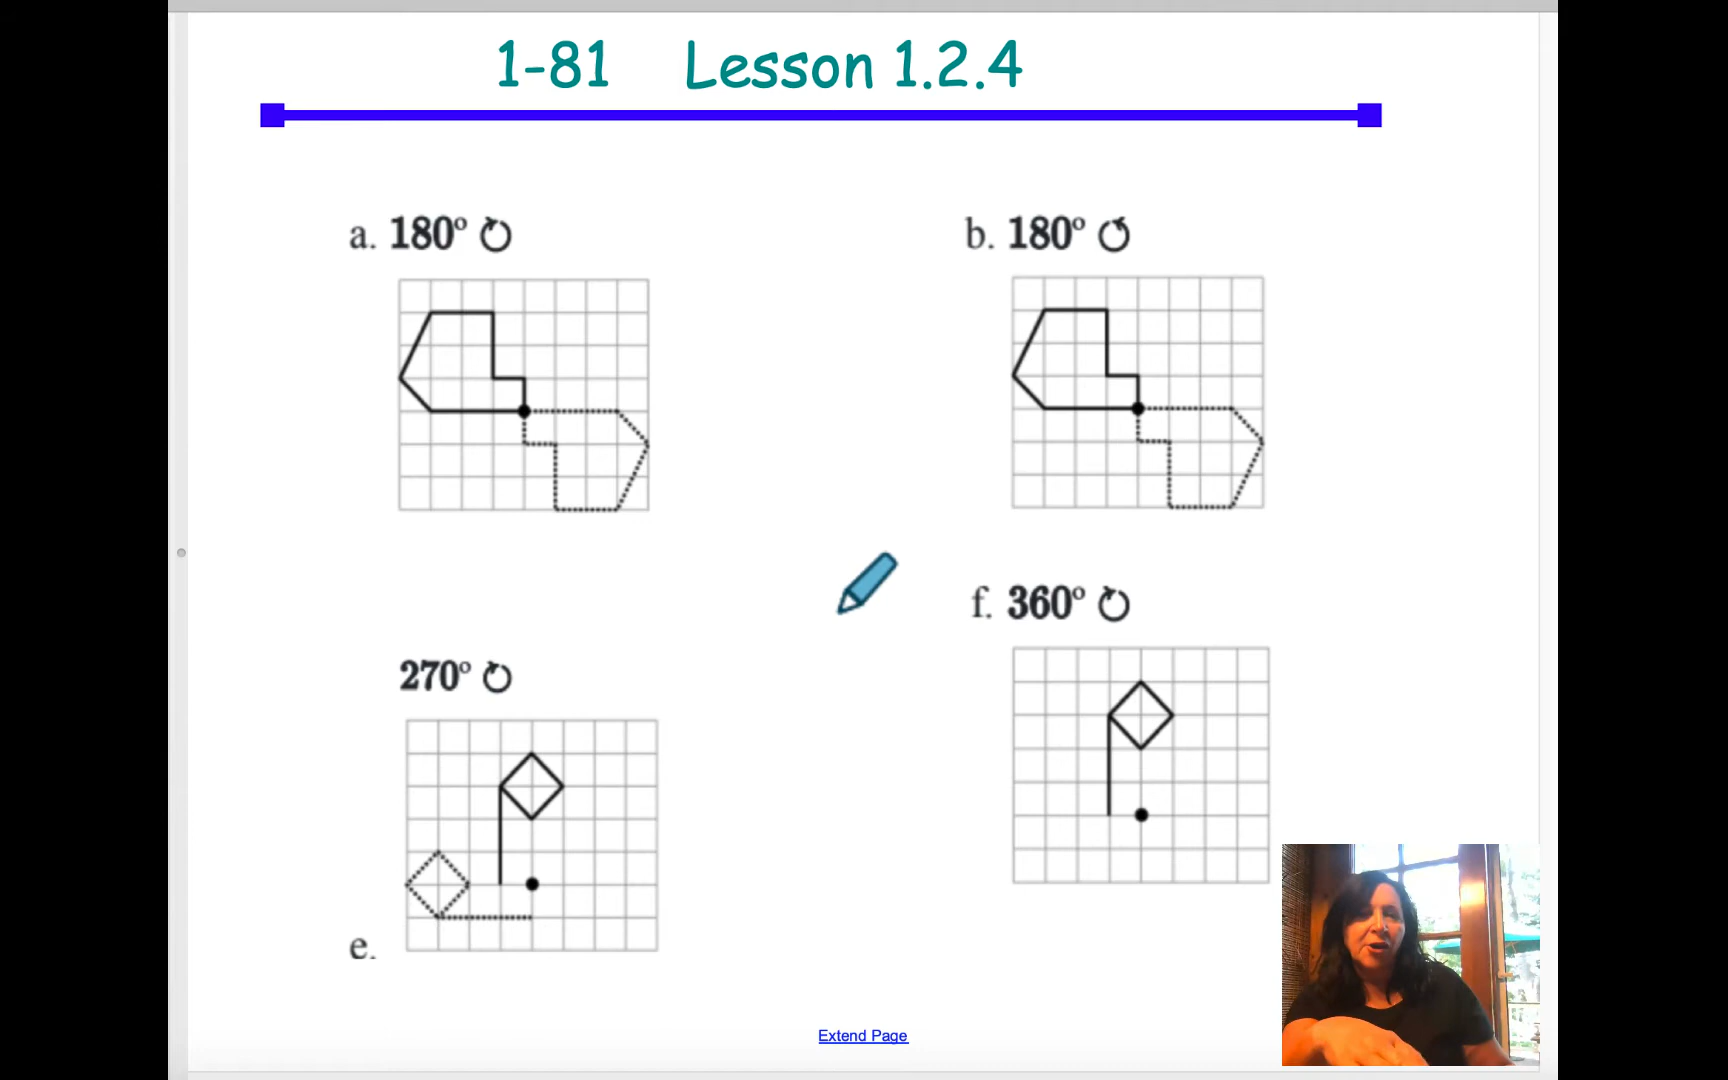 1-81 Lesson 1.2.4
a. 180° ↻
b. 180° ↺
270° ↻
e.
f. 360° ↻
Extend Page